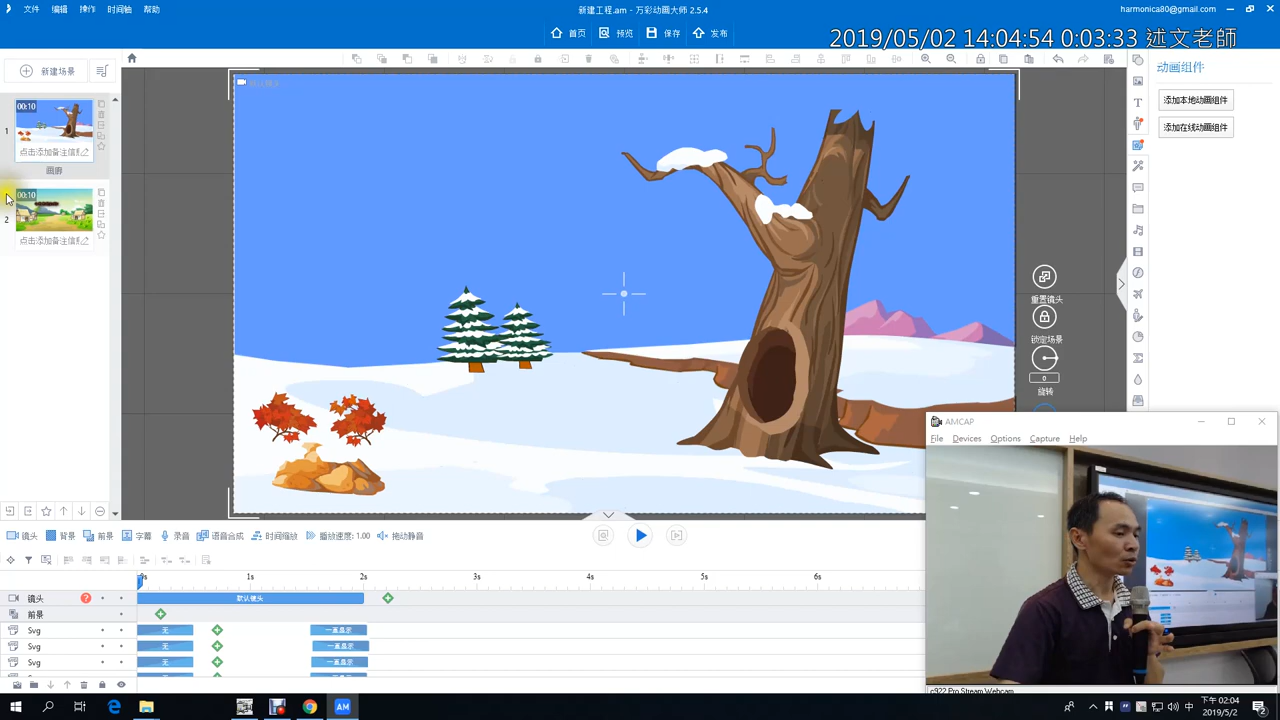 文件 编辑 操作 时间轴 帮助
新建工程.am - 万彩动画大师 2.5.4
harmonica80@gmail.com
首页 预览 保存 发布
2019/05/02 14:04:54 0:03:33 述文老師
新建场景
动画组件
添加本地动画组件
添加在线动画组件
默认镜头
00:10
1
点击添加备注信息
00:10
2
点击添加备注信息
重置镜头
锁定场景
0
旋转
AMCAP
File Devices Options Capture Help
镜头 背景 前景 字幕 录音 语音合成 时间缩放 播放速度: 1.00 拖动静音
0s 1s 2s 3s 4s 5s 6s
镜头 默认镜头
前景
Svg 无 一直显示
Svg 无 一直显示
Svg 无 一直显示
c922 Pro Stream Webcam
AM
下午 02:04
2019/5/2